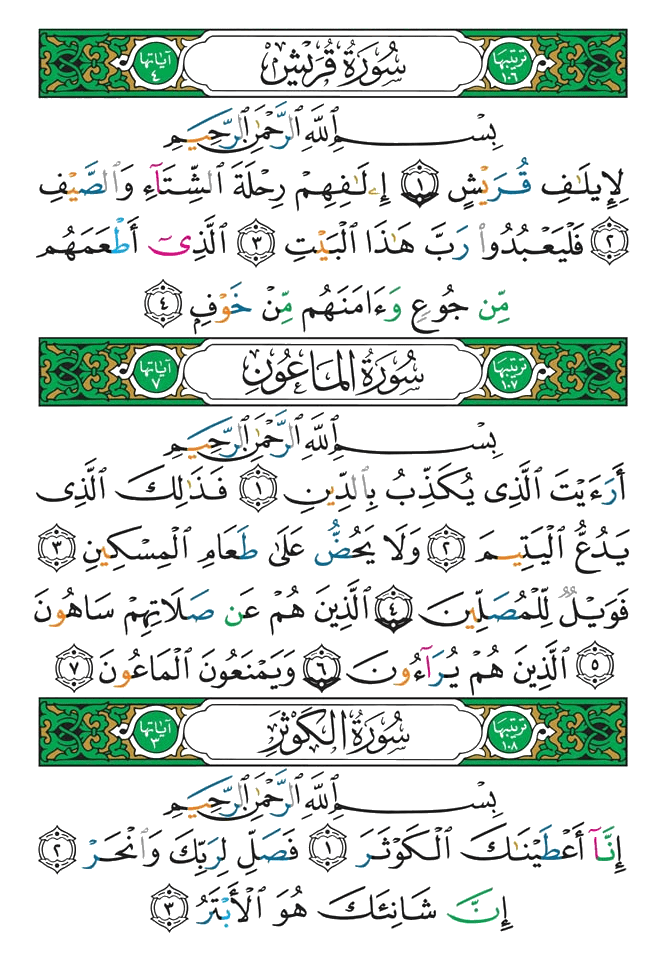 ترتيبها ١٠٦ سُورَةُ قُرَيْشٍ آياتها ٤
بِسْمِ ٱللَّهِ ٱلرَّحْمَٰنِ ٱلرَّحِيمِ
لِإِيلَٰفِ قُرَيْشٍ ١ إِۦلَٰفِهِمْ رِحْلَةَ ٱلشِّتَآءِ وَٱلصَّيْفِ
٢ فَلْيَعْبُدُوا۟ رَبَّ هَٰذَا ٱلْبَيْتِ ٣ ٱلَّذِىٓ أَطْعَمَهُم
مِّن جُوعٍ وَءَامَنَهُم مِّنْ خَوْفٍۭ ٤
ترتيبها ١٠٧ سُورَةُ المَاعُونِ آياتها ٧
بِسْمِ ٱللَّهِ ٱلرَّحْمَٰنِ ٱلرَّحِيمِ
أَرَءَيْتَ ٱلَّذِى يُكَذِّبُ بِٱلدِّينِ ١ فَذَٰلِكَ ٱلَّذِى
يَدُعُّ ٱلْيَتِيمَ ٢ وَلَا يَحُضُّ عَلَىٰ طَعَامِ ٱلْمِسْكِينِ ٣
فَوَيْلٌ لِّلْمُصَلِّينَ ٤ ٱلَّذِينَ هُمْ عَن صَلَاتِهِمْ سَاهُونَ
٥ ٱلَّذِينَ هُمْ يُرَآءُونَ ٦ وَيَمْنَعُونَ ٱلْمَاعُونَ ٧
ترتيبها ١٠٨ سُورَةُ الكَوْثَرِ آياتها ٣
بِسْمِ ٱللَّهِ ٱلرَّحْمَٰنِ ٱلرَّحِيمِ
إِنَّآ أَعْطَيْنَٰكَ ٱلْكَوْثَرَ ١ فَصَلِّ لِرَبِّكَ وَٱنْحَرْ ٢
إِنَّ شَانِئَكَ هُوَ ٱلْأَبْتَرُ ٣